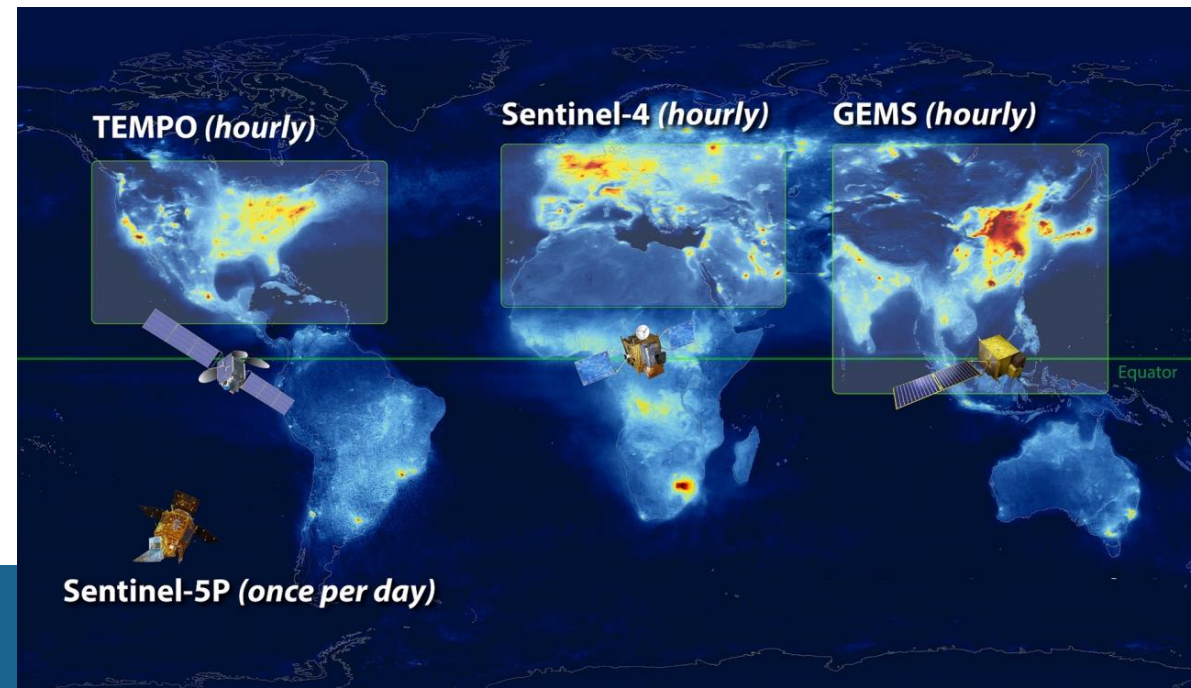 TEMPO (hourly)
Sentinel-4 (hourly)
GEMS (hourly)
Equator
Sentinel-5P (once per day)